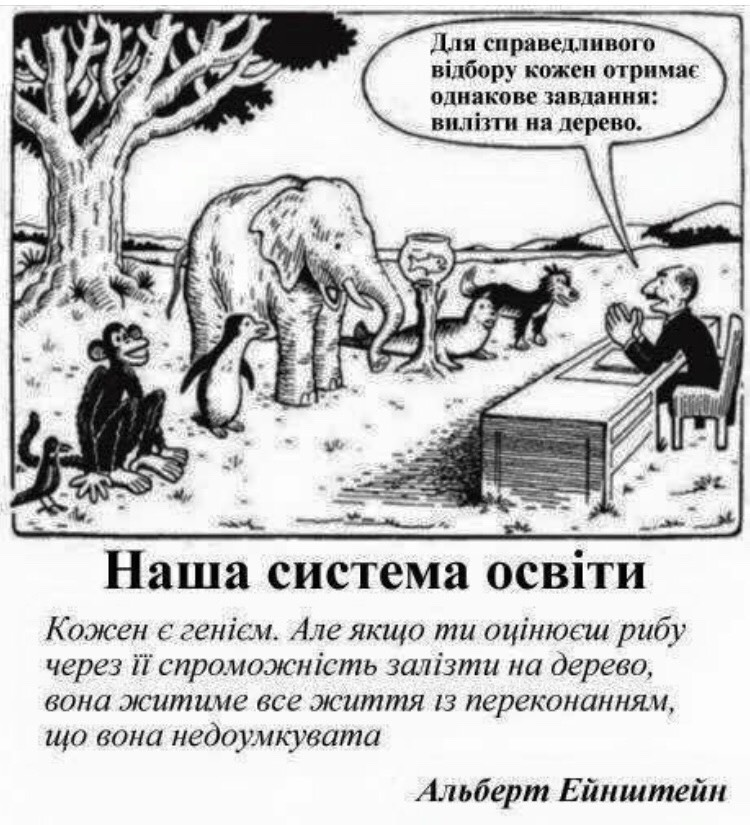 Для справедливого
відбору кожен отримає
однакове завдання:
вилізти на дерево.
Наша система освіти
Кожен є генієм. Але якщо ти оцінюєш рибу
через її спроможність залізти на дерево,
вона житиме все життя із переконанням,
що вона недоумкувата
Альберт Ейнштейн